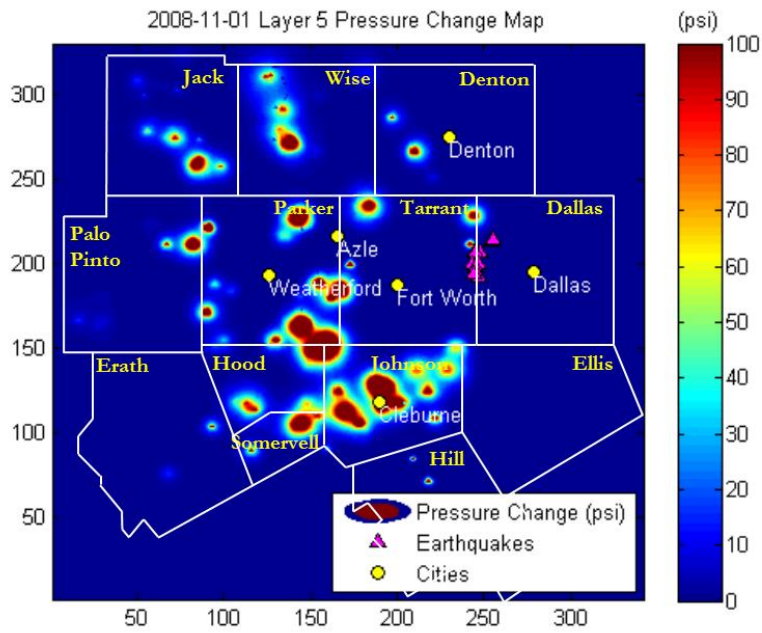 2008-11-01 Layer 5 Pressure Change Map
(psi)
Jack
Wise
Denton
Denton
Parker
Tarrant
Dallas
Palo
Pinto
Azle
Weatherford
Fort Worth
Dallas
Erath
Hood
Johnson
Ellis
Cleburne
Somervell
Hill
Pressure Change (psi)
Earthquakes
Cities
300
250
200
150
100
50
50
100
150
200
250
300
100
90
80
70
60
50
40
30
20
10
0